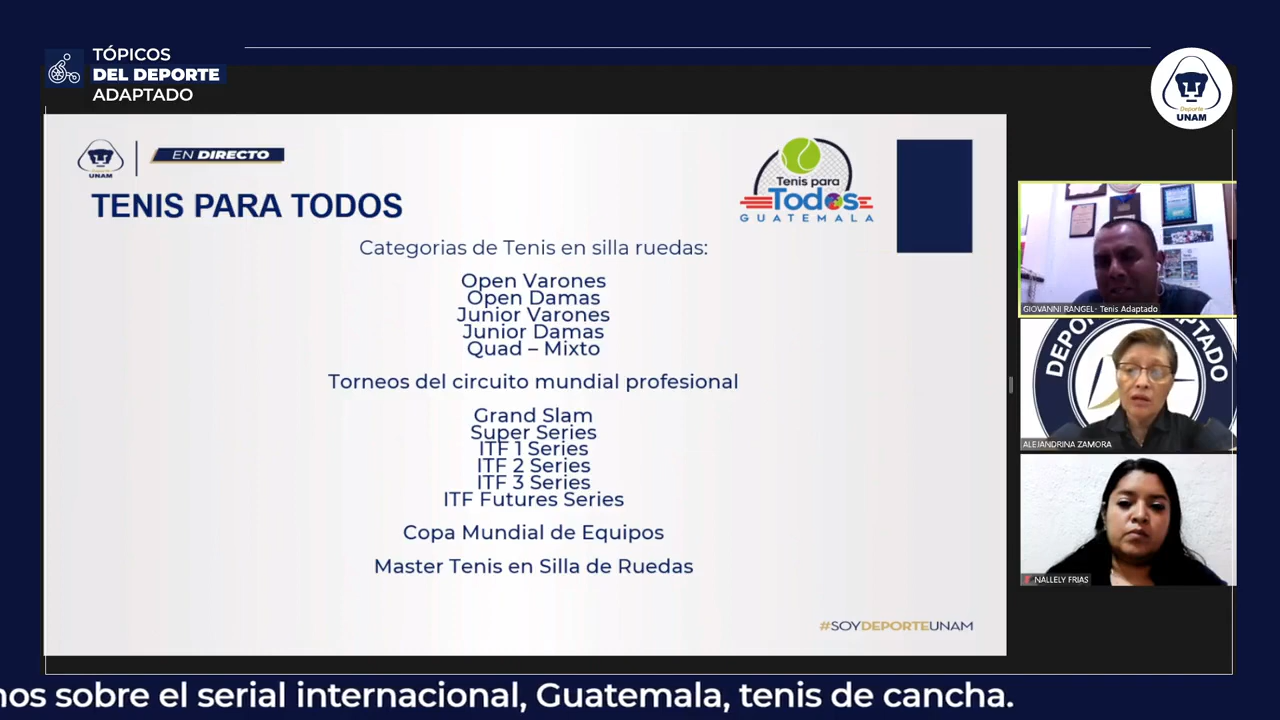 TÓPICOS
DEL DEPORTE
ADAPTADO
Deporte
UNAM
Deporte
UNAM
EN DIRECTO
TENIS PARA TODOS
Tenis para
Todos
GUATEMALA
Categorias de Tenis en silla ruedas:
Open Varones
Open Damas
Junior Varones
Junior Damas
Quad – Mixto
Torneos del circuito mundial profesional
Grand Slam
Super Series
ITF 1 Series
ITF 2 Series
ITF 3 Series
ITF Futures Series
Copa Mundial de Equipos
Master Tenis en Silla de Ruedas
#SOYDEPORTEUNAM
GIOVANNI RANGEL- Tenis Adaptado
ALEJANDRINA ZAMORA
NALLELY FRIAS
sobre el serial internacional, Guatemala, tenis de cancha.